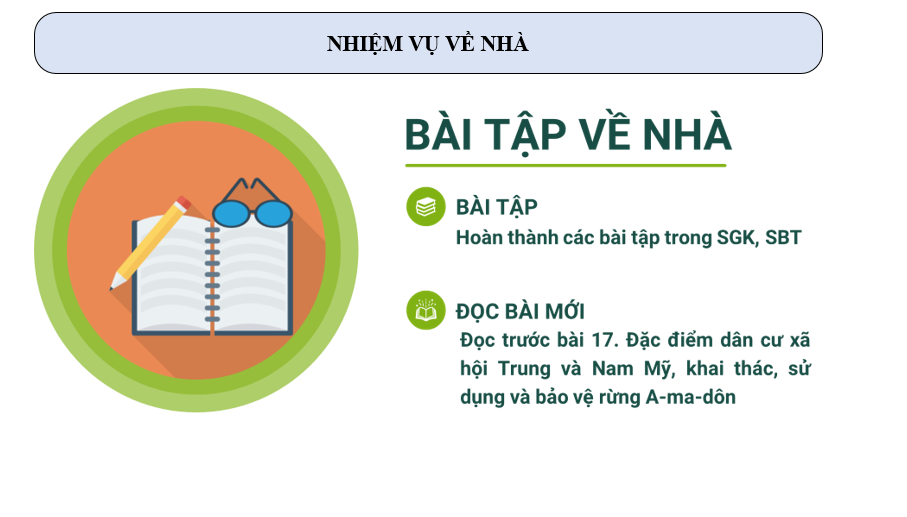 NHIỆM VỤ VỀ NHÀ
BÀI TẬP VỀ NHÀ
BÀI TẬP
Hoàn thành các bài tập trong SGK, SBT
ĐỌC BÀI MỚI
Đọc trước bài 17. Đặc điểm dân cư xã
hội Trung và Nam Mỹ, khai thác, sử
dụng và bảo vệ rừng A-ma-dôn